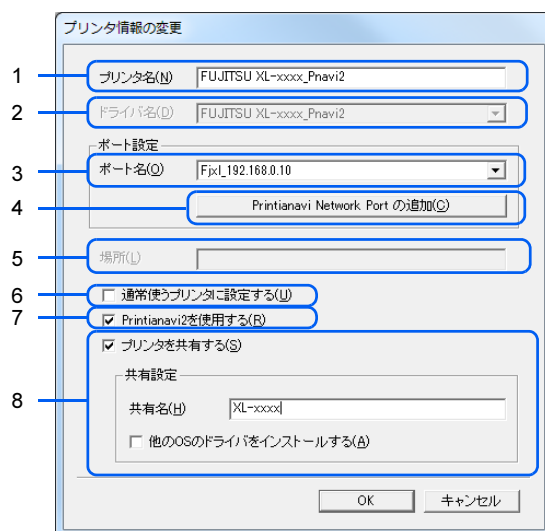 プリンタ情報の変更
1 プリンタ名(N) FUJITSU XL-xxxx_Pnavi2
2 ドライバ名(D) FUJITSU XL-xxxx_Pnavi2
ポート設定
3 ポート名(O) Fjxl_192.168.0.10
4 Printianavi Network Port の追加(C)
5 場所(L)
6 通常使うプリンタに設定する(U)
7 Printianavi2を使用する(R)
プリンタを共有する(S)
共有設定
8 共有名(H) XL-xxxx
他のOSのドライバをインストールする(A)
OK キャンセル